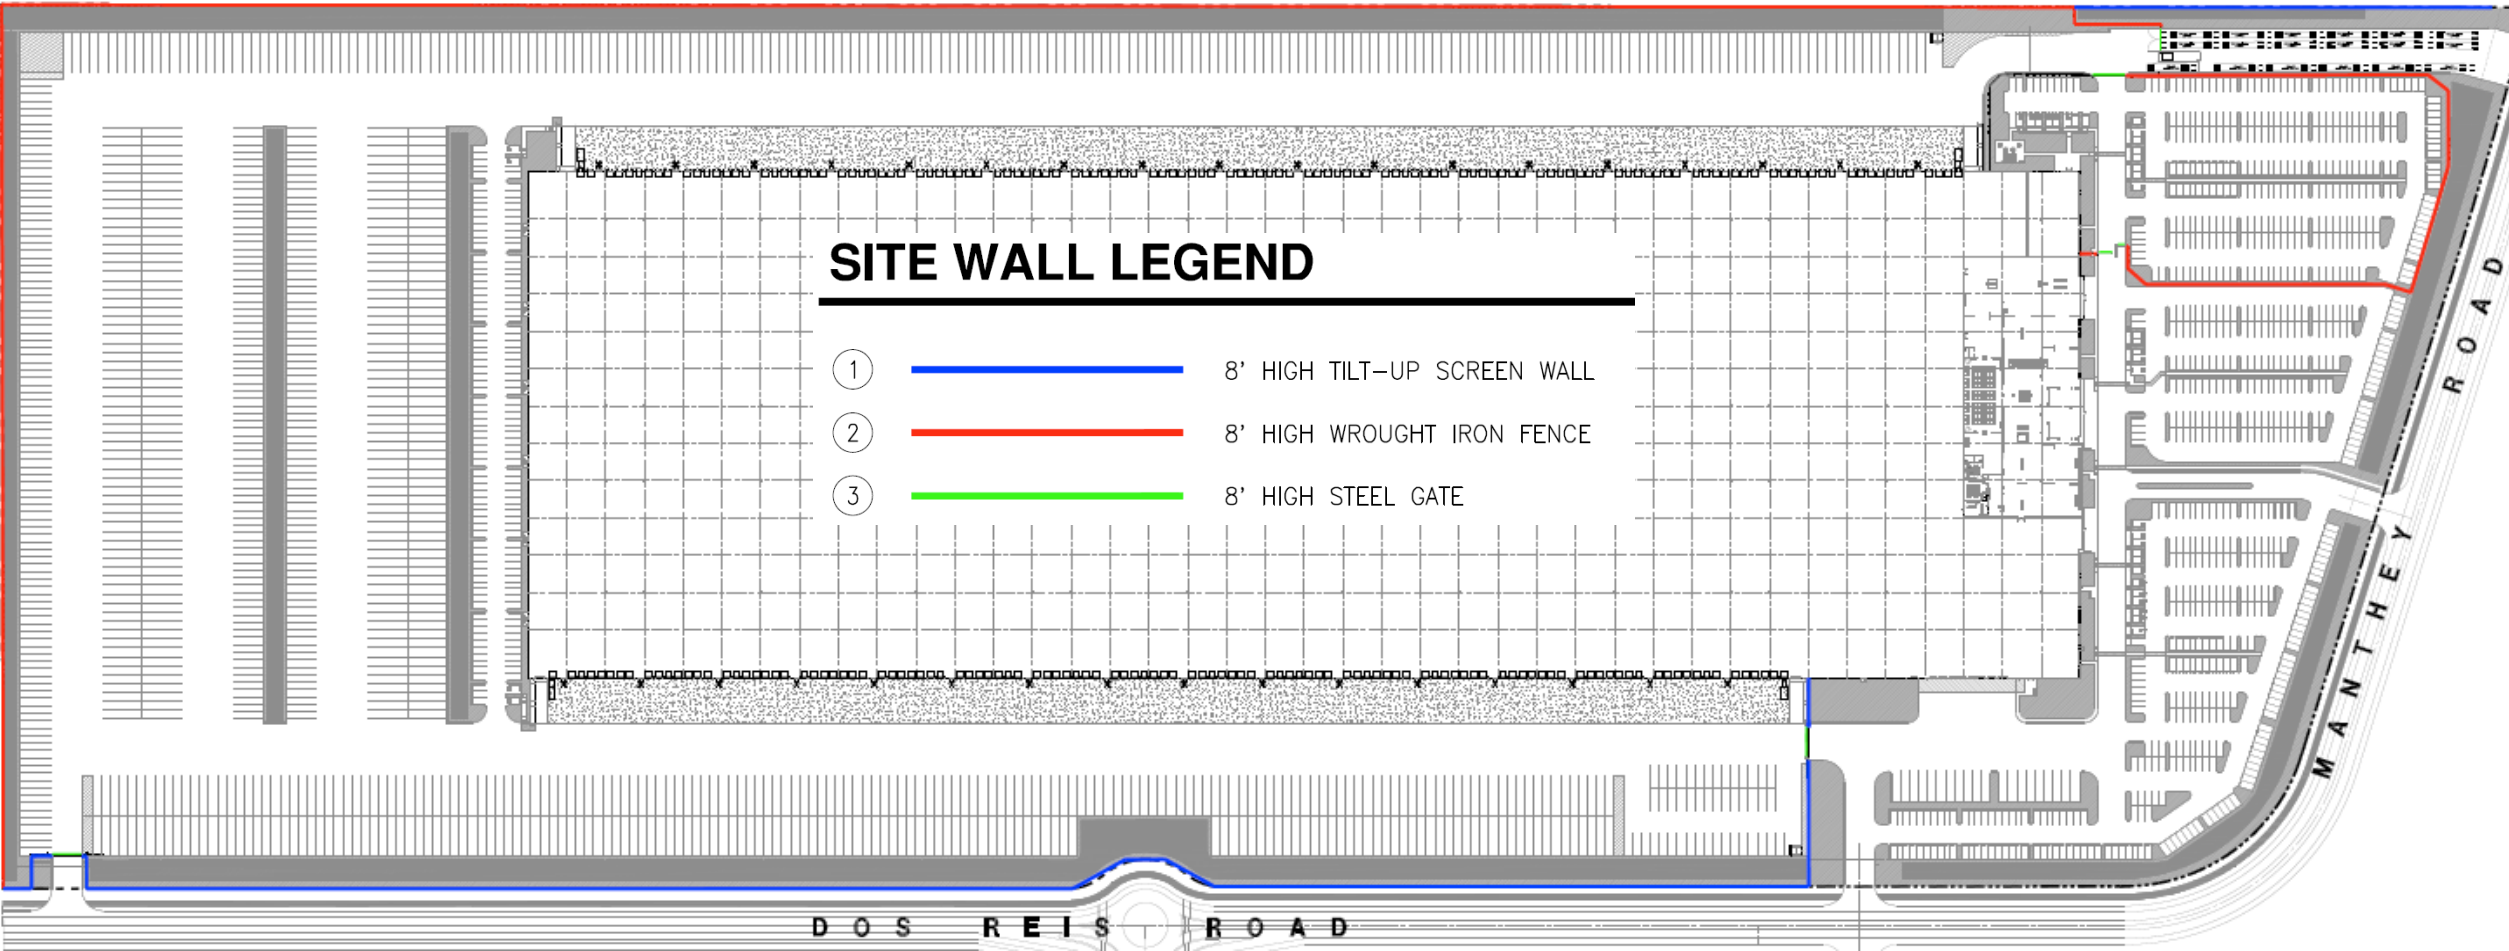 SITE WALL LEGEND
1 8' HIGH TILT-UP SCREEN WALL
2 8' HIGH WROUGHT IRON FENCE
3 8' HIGH STEEL GATE
MANTHEY ROAD
DOS REIS ROAD